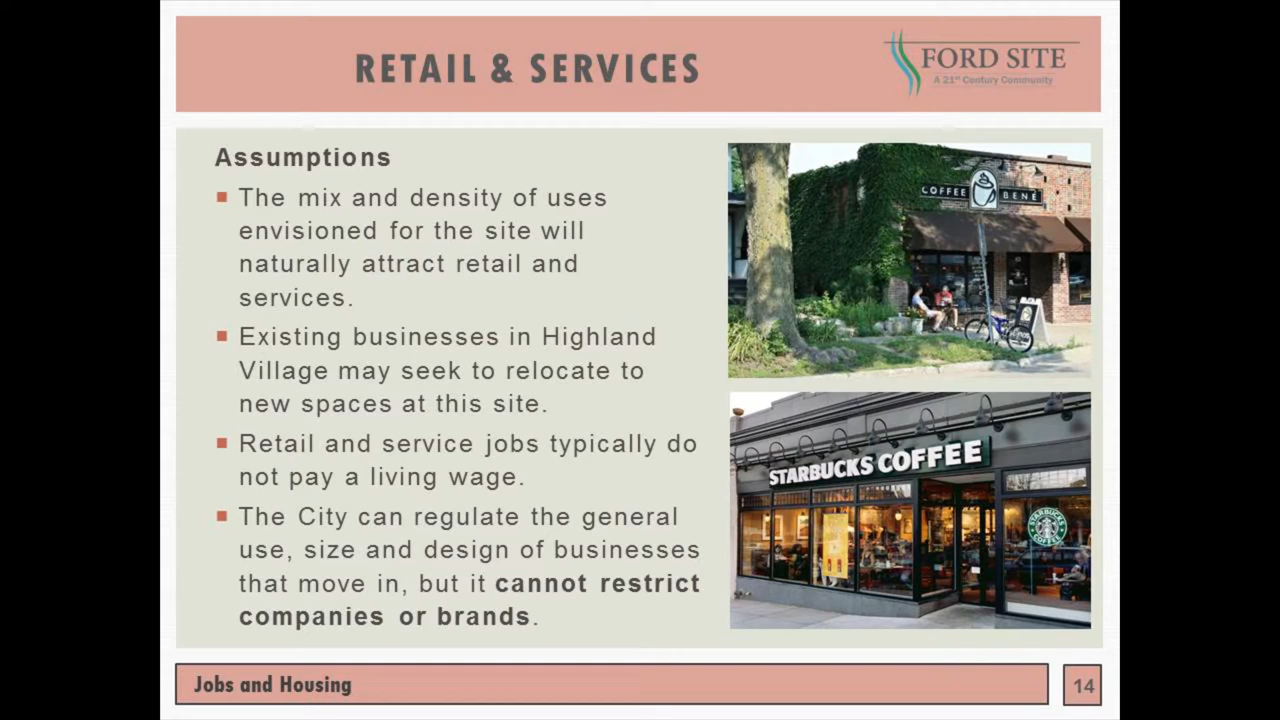 RETAIL & SERVICES
FORD SITE
A 21st Century Community
Assumptions
The mix and density of uses
envisioned for the site will
naturally attract retail and
services.
Existing businesses in Highland
Village may seek to relocate to
new spaces at this site.
Retail and service jobs typically do
not pay a living wage.
The City can regulate the general
use, size and design of businesses
that move in, but it cannot restrict
companies or brands.
COFFEE BENÉ
STARBUCKS COFFEE
STARBUCKS
Jobs and Housing
14